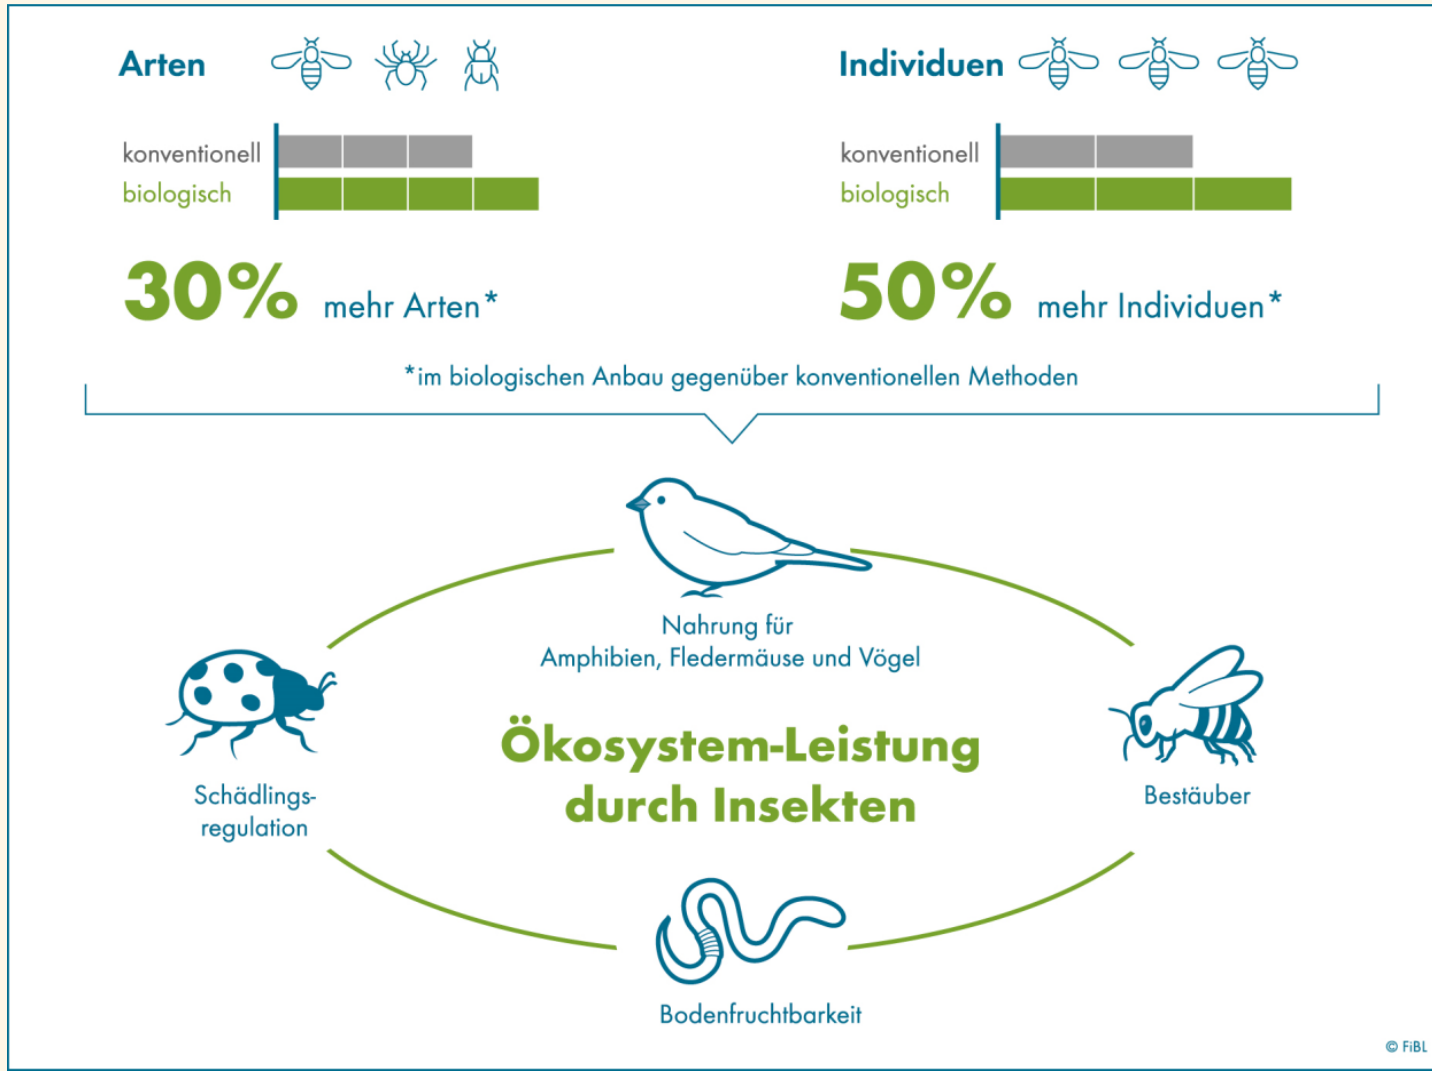 Arten
konventionell
biologisch
30% mehr Arten*
Individuen
konventionell
biologisch
50% mehr Individuen*
*im biologischen Anbau gegenüber konventionellen Methoden
Nahrung für
Amphibien, Fledermäuse und Vögel
Schädlings-
regulation
Ökosystem-Leistung
durch Insekten
Bestäuber
Bodenfruchtbarkeit
© FiBL